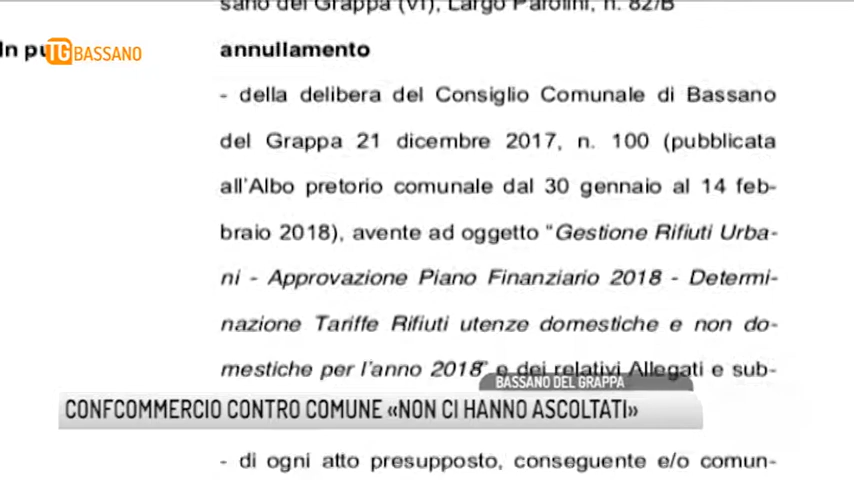 sano del Grappa (VI), Largo Parolini, n. 82/B
In pu
TG BASSANO
annullamento
- della delibera del Consiglio Comunale di Bassano
del Grappa 21 dicembre 2017, n. 100 (pubblicata
all'Albo pretorio comunale dal 30 gennaio al 14 feb-
braio 2018), avente ad oggetto "Gestione Rifiuti Urba-
ni - Approvazione Piano Finanziario 2018 - Determi-
nazione Tariffe Rifiuti utenze domestiche e non do-
mestiche per l'anno 2018" e dei relativi Allegati e sub-
BASSANO DEL GRAPPA
CONFCOMMERCIO CONTRO COMUNE «NON CI HANNO ASCOLTATI»
- di ogni atto presupposto, conseguente e/o comun-